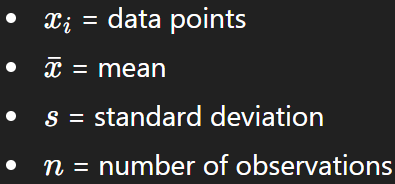 • xᵢ = data points
• x̄ = mean
• s = standard deviation
• n = number of observations